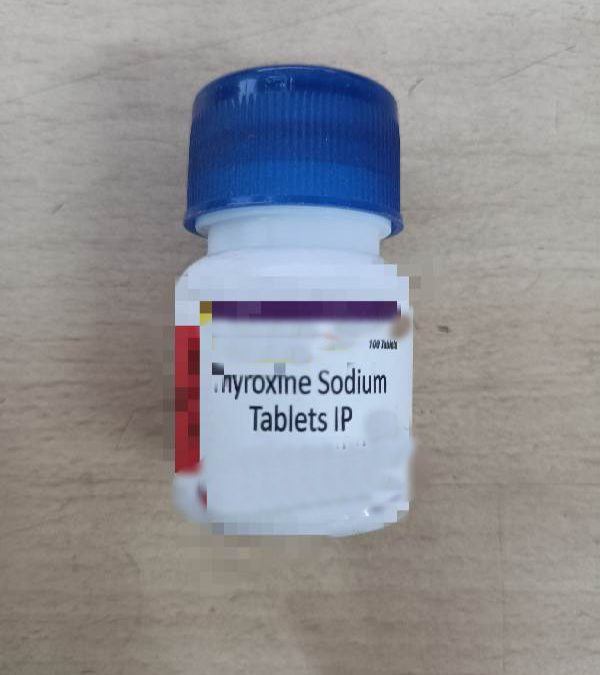 100 Tablets
Thyroxine Sodium
Tablets IP